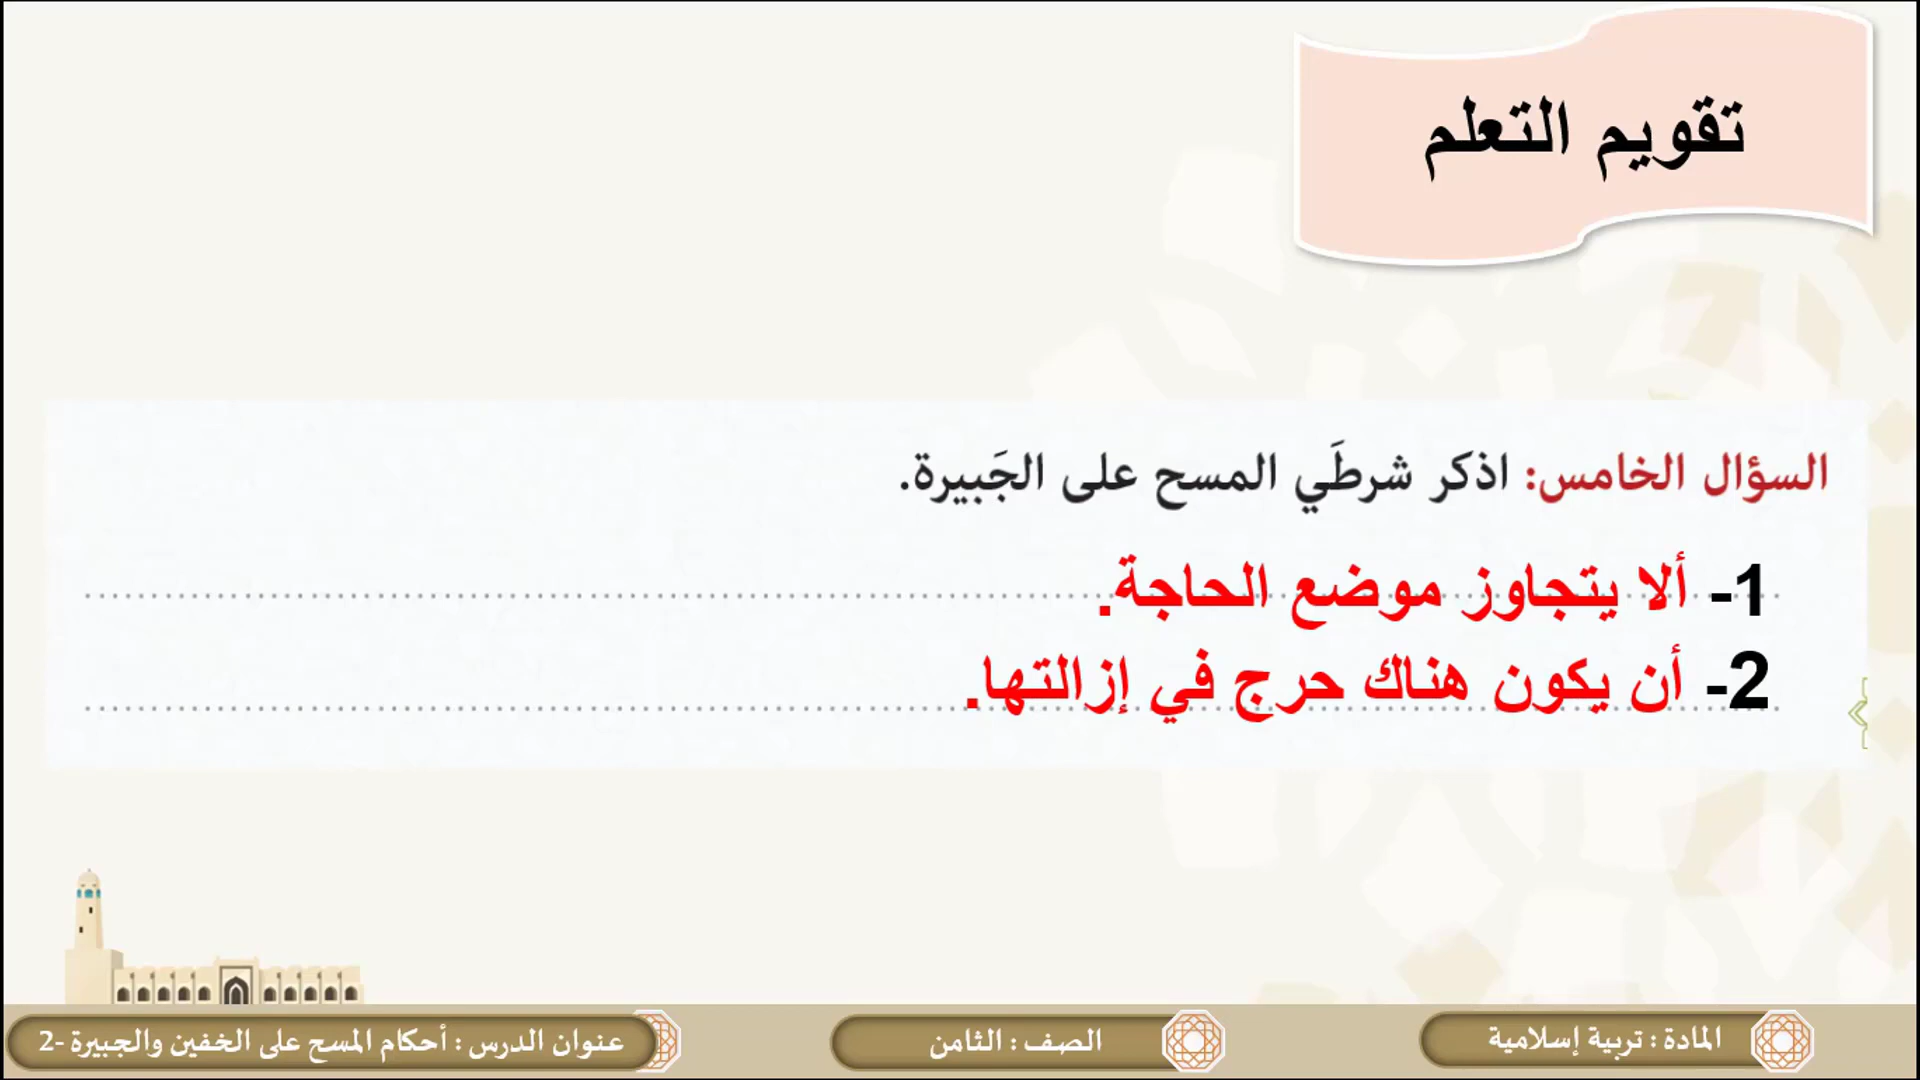 تقويم التعلم
السؤال الخامس: اذكر شرطَي المسح على الجَبيرة.
1- ألا يتجاوز موضع الحاجة.
2- أن يكون هناك حرج في إزالتها.
المادة : تربية إسلامية
الصف : الثامن
عنوان الدرس : أحكام المسح على الخفين والجبيرة -2